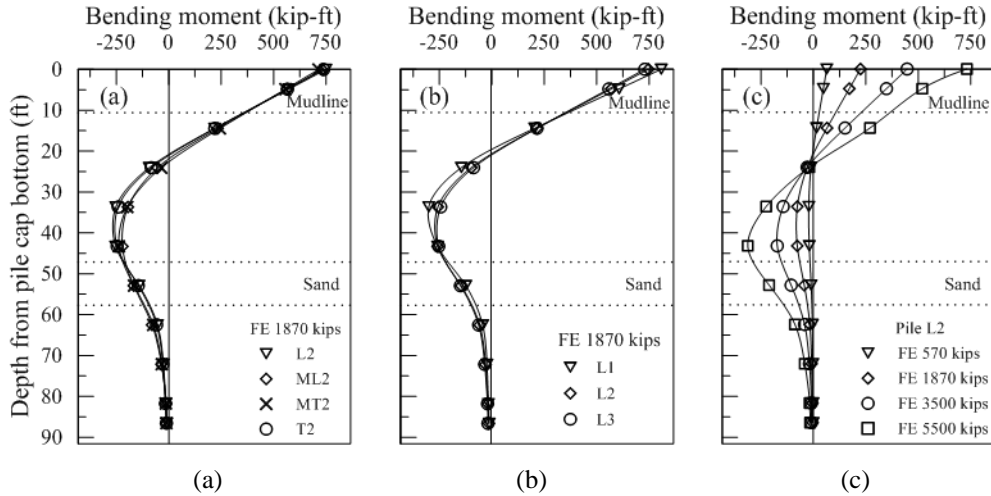 Bending moment (kip-ft)
-250 0 250 500 750
Bending moment (kip-ft)
-250 0 250 500 750
Bending moment (kip-ft)
-250 0 250 500 750
Depth from pile cap bottom (ft)
0
10
20
30
40
50
60
70
80
90
(a)
Mudline
Sand
FE 1870 kips
L2
ML2
MT2
T2
(b)
Mudline
Sand
FE 1870 kips
L1
L2
L3
(c)
Mudline
Sand
Pile L2
FE 570 kips
FE 1870 kips
FE 3500 kips
FE 5500 kips
(a) (b) (c)